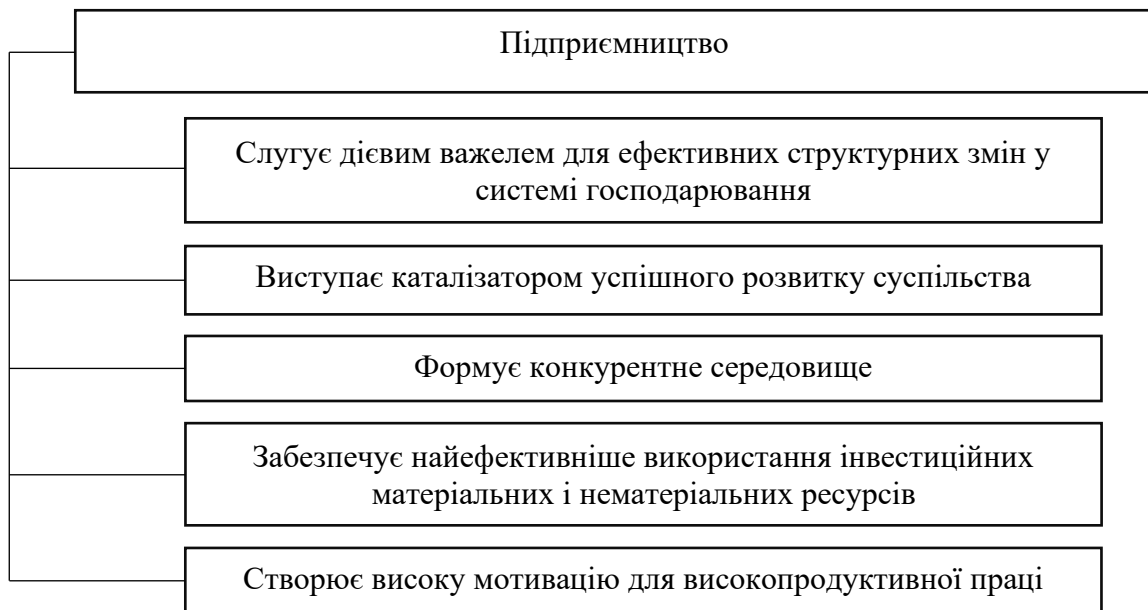 Підприємництво
Слугує дієвим важелем для ефективних структурних змін у
системі господарювання
Виступає каталізатором успішного розвитку суспільства
Формує конкурентне середовище
Забезпечує найефективніше використання інвестиційних
матеріальних і нематеріальних ресурсів
Створює високу мотивацію для високопродуктивної праці